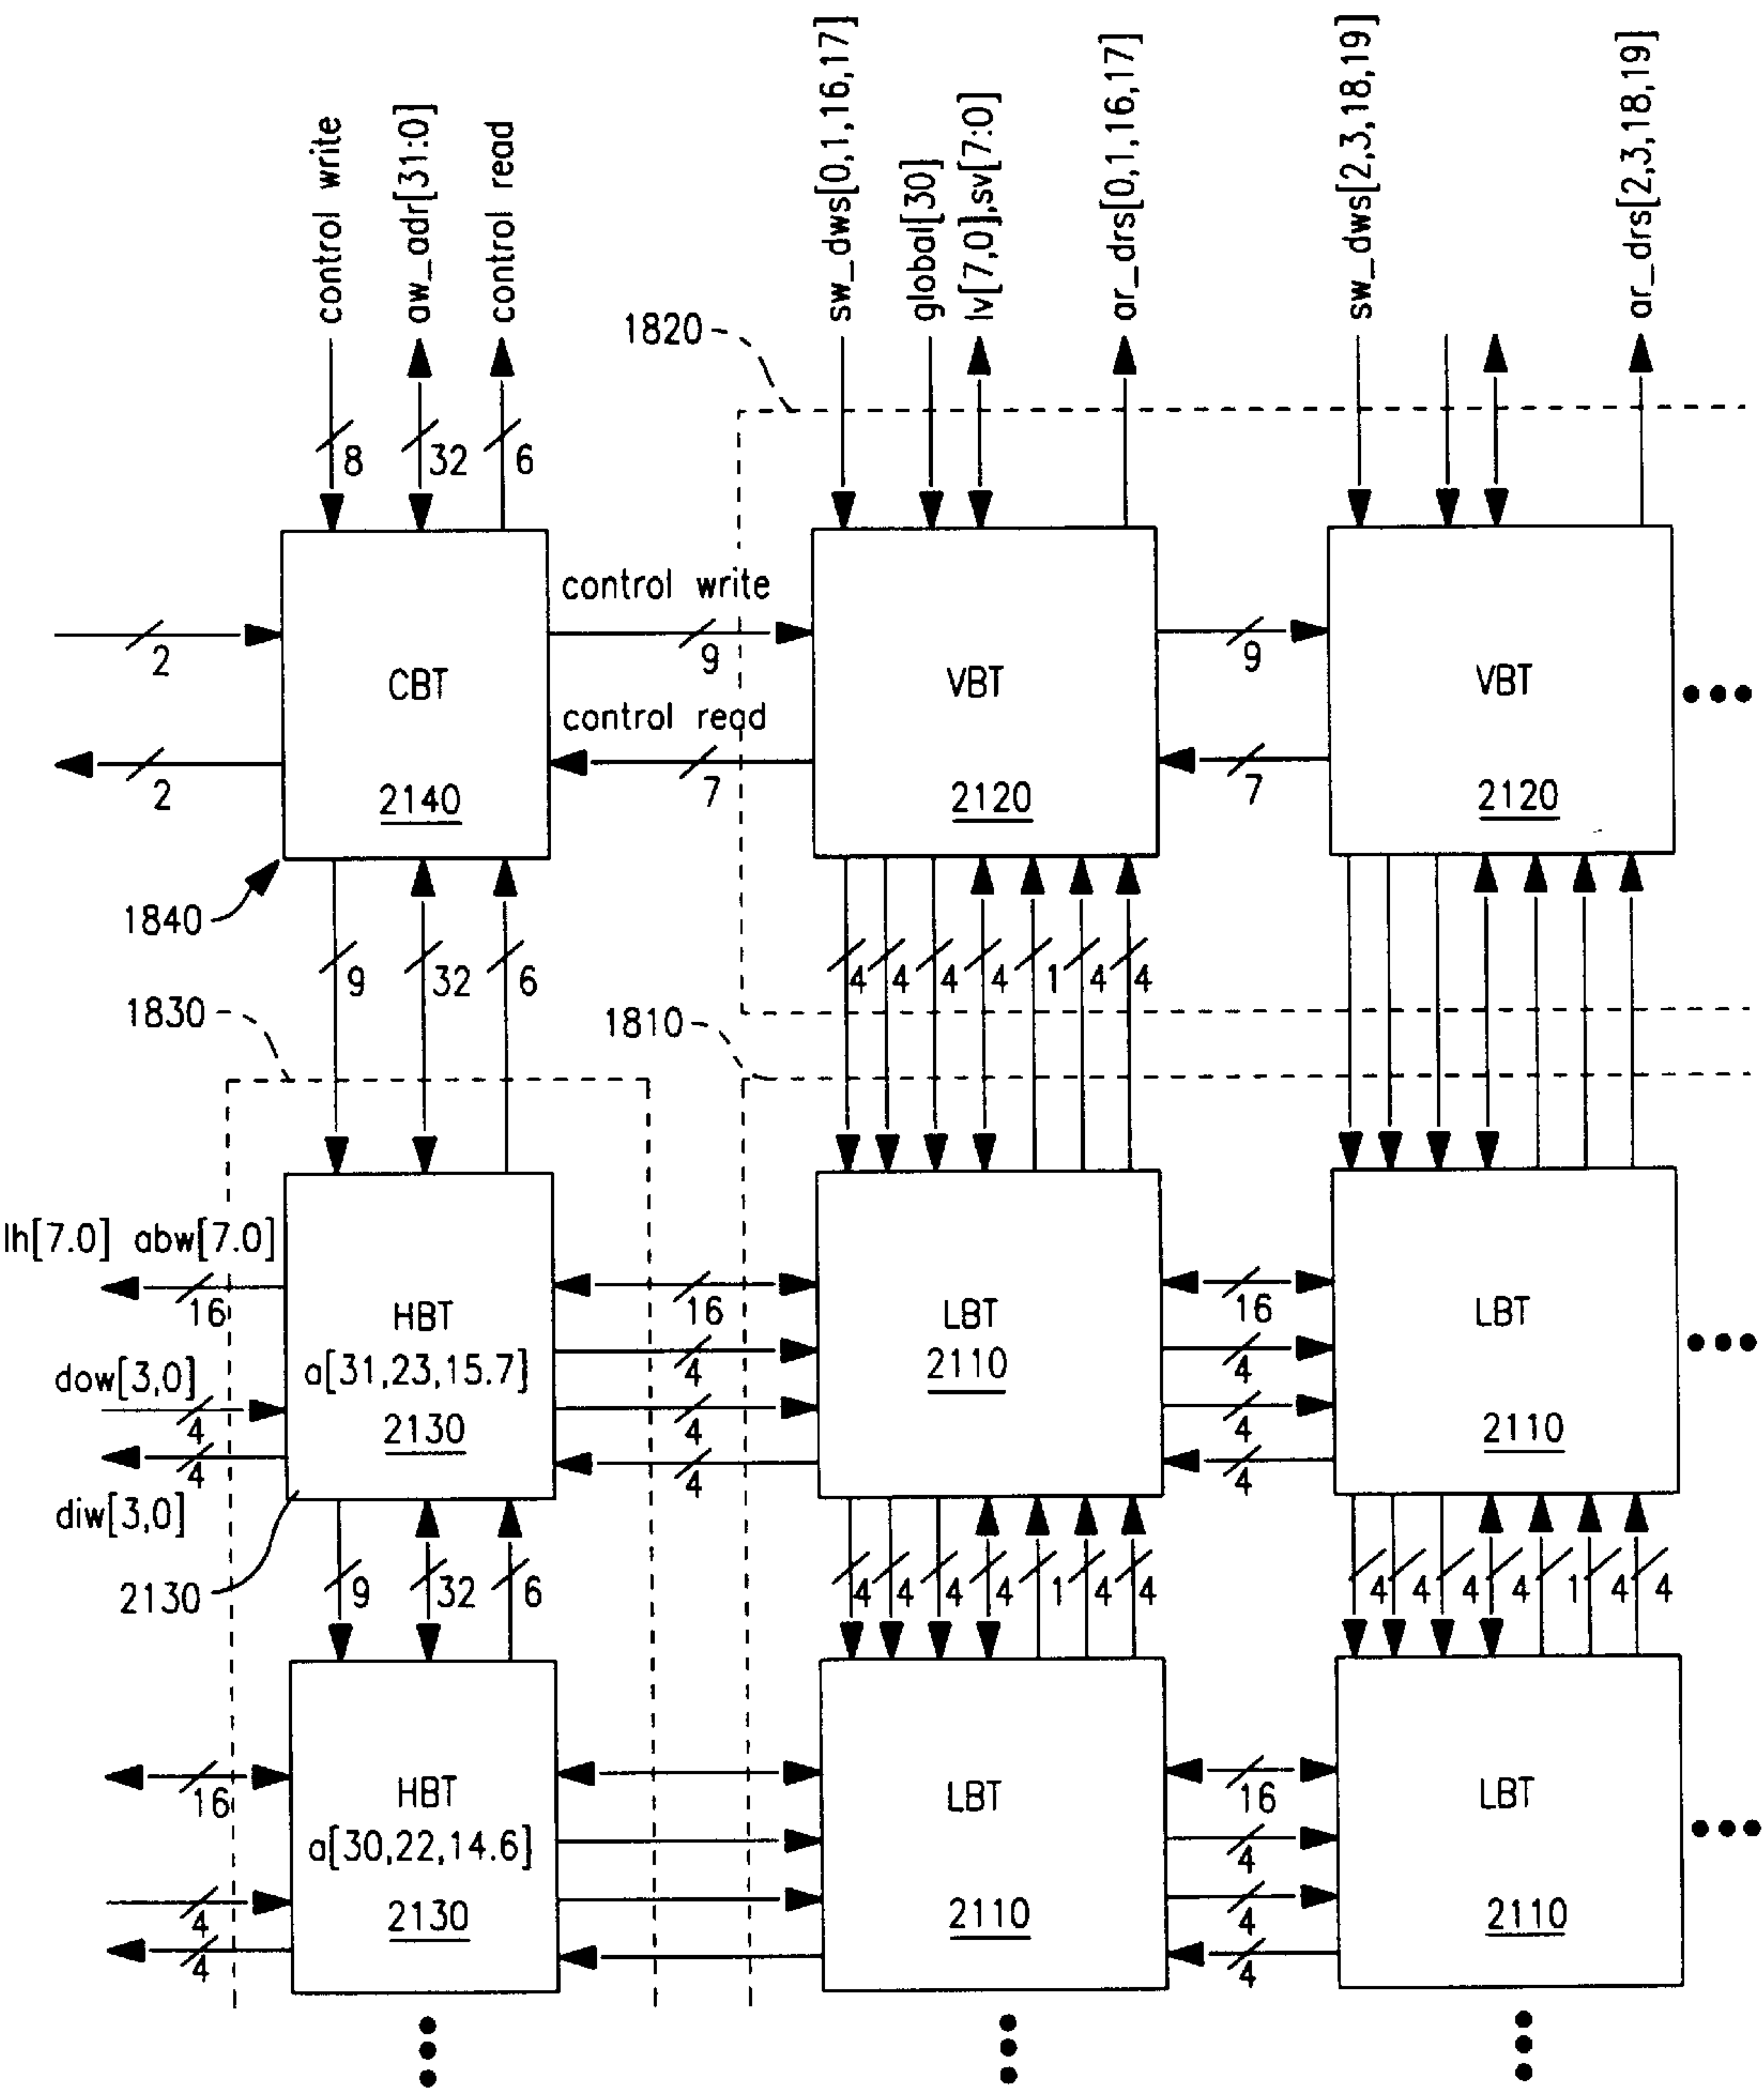 control write
aw_adr[31:0]
control read
sw_dws[0,1,16,17]
global[30]
lv[7,0],sv[7:0]
ar_drs[0,1,16,17]
sw_dws[2,3,18,19]
ar_drs[2,3,18,19]
1820
8 32 6
control write
2 9 9
CBT VBT VBT
control read
2 7 7
2140 2120 2120
1840
9 32 6 4 4 4 4 1 4 4
1830 1810
lh[7.0] abw[7.0]
16 16 16
HBT LBT LBT
a[31,23,15.7] 2110
4 4
dow[3,0]
4 4 4
2130 2110
4 4 4
diw[3,0]
2130 9 32 6 4 4 4 4 1 4 4 4 4 4 4 1 4 4
16 16
HBT LBT LBT
a[30,22,14.6]
4
4 4
2130 2110 2110
4 4